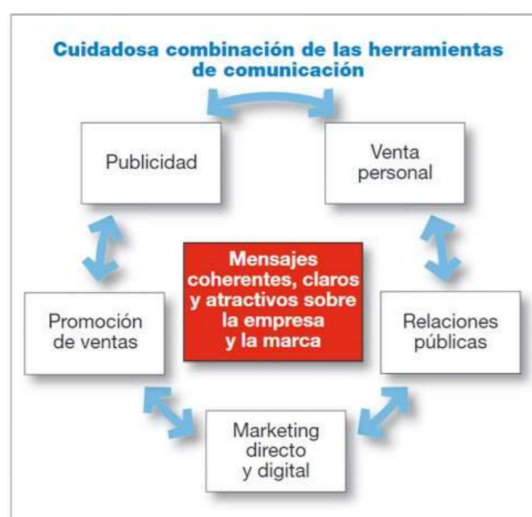 Cuidadosa combinación de las herramientas
de comunicación
Publicidad
Venta
personal
Mensajes
coherentes, claros
y atractivos sobre
la empresa
y la marca
Promoción
de ventas
Relaciones
públicas
Marketing
directo
y digital